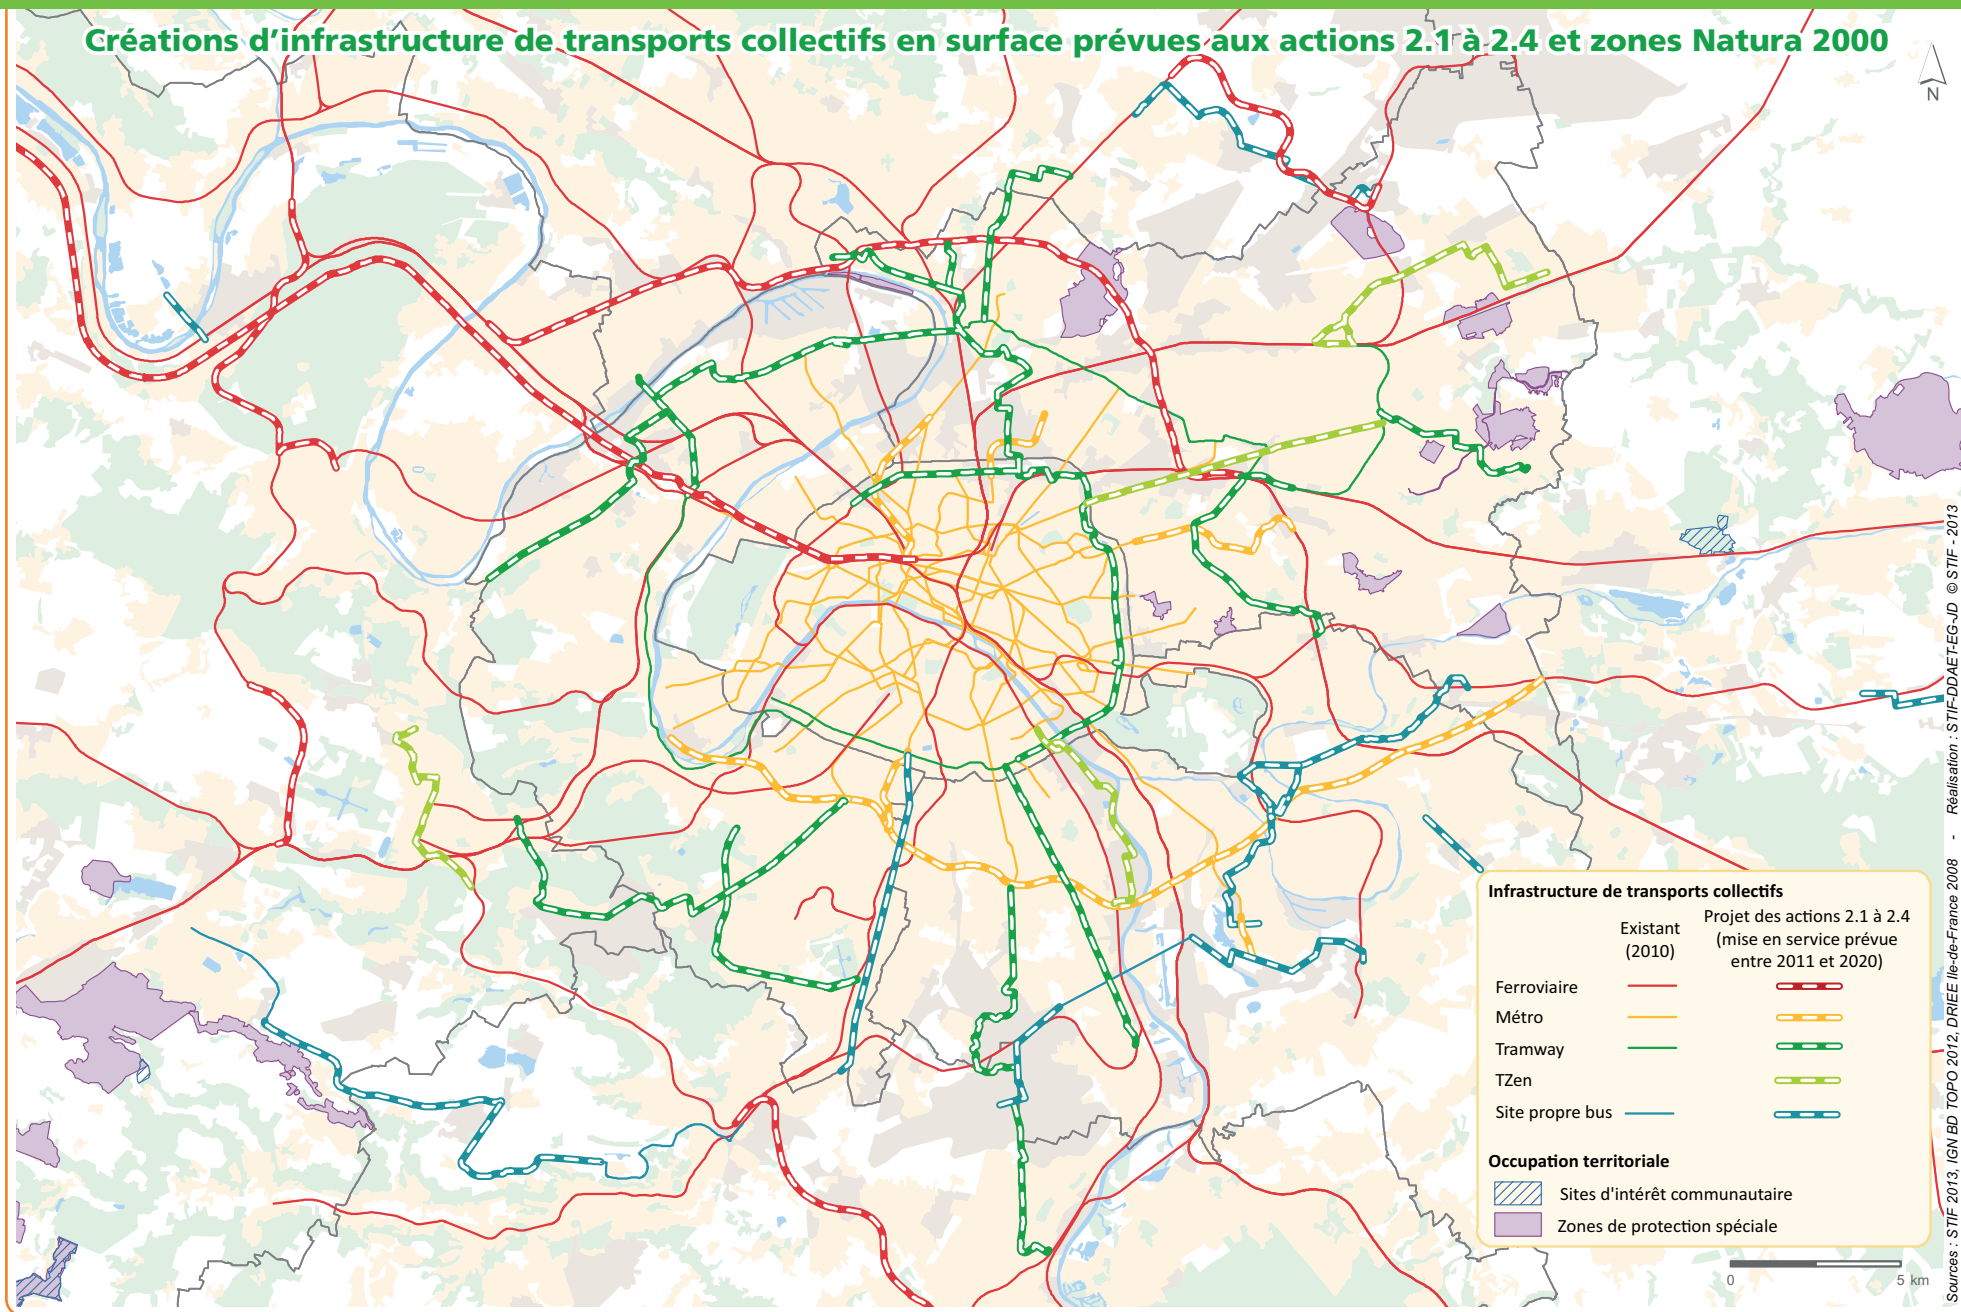 Créations d'infrastructure de transports collectifs en surface prévues aux actions 2.1 à 2.4 et zones Natura 2000
N
Infrastructure de transports collectifs
Existant
(2010)
Projet des actions 2.1 à 2.4
(mise en service prévue
entre 2011 et 2020)
Ferroviaire
Métro
Tramway
TZen
Site propre bus
Occupation territoriale
Sites d'intérêt communautaire
Zones de protection spéciale
0 5 km
Sources : STIF 2013, IGN BD TOPO 2012, DRIEE Ile-de-France 2008 - Réalisation : STIF-DDAET-EG-JD © STIF - 2013